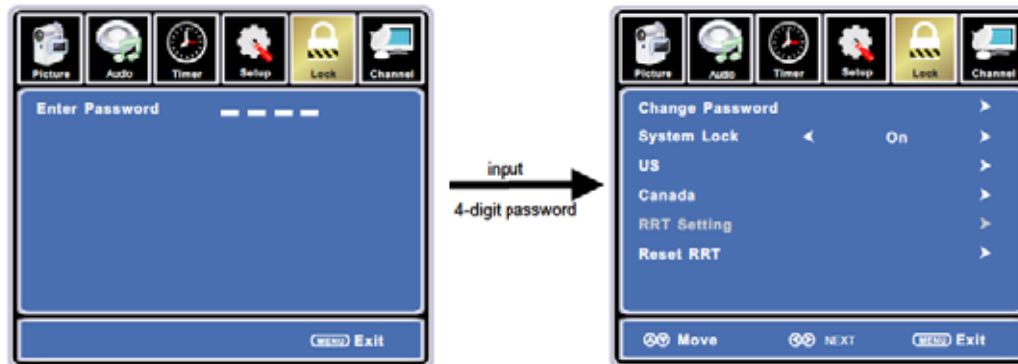 Picture Audio Timer Setup Lock Channel
Enter Password
MENU Exit
input
4-digit password
Picture Audio Timer Setup Lock Channel
Change Password
System Lock On
US
Canada
RRT Setting
Reset RRT
Move NEXT MENU Exit